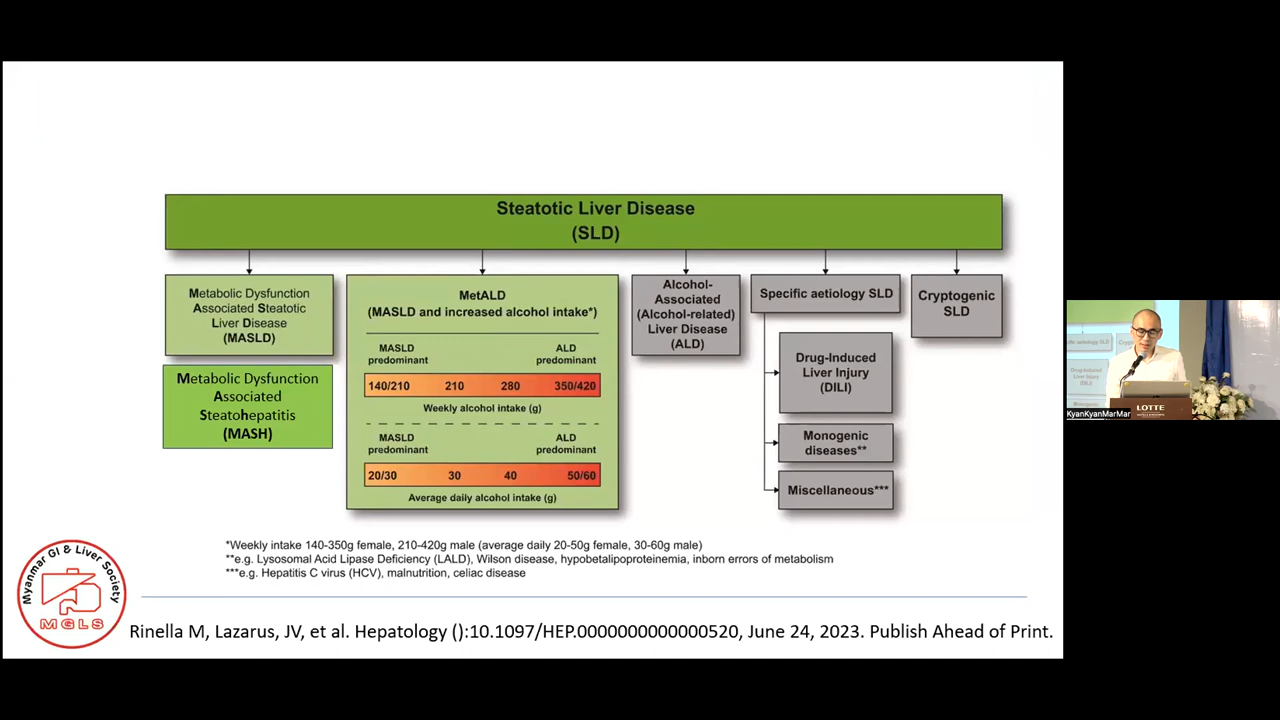 Steatotic Liver Disease
(SLD)
Metabolic Dysfunction
Associated Steatotic
Liver Disease
(MASLD)
Metabolic Dysfunction
Associated
Steatohepatitis
(MASH)
MetALD
(MASLD and increased alcohol intake*)
MASLD
predominant
ALD
predominant
140/210 210 280 350/420
Weekly alcohol intake (g)
MASLD
predominant
ALD
predominant
20/30 30 40 50/60
Average daily alcohol intake (g)
Alcohol-
Associated
(Alcohol-related)
Liver Disease
(ALD)
Specific aetiology SLD
Drug-Induced
Liver Injury
(DILI)
Monogenic
diseases**
Miscellaneous***
Cryptogenic
SLD
*Weekly intake 140-350g female, 210-420g male (average daily 20-50g female, 30-60g male)
**e.g. Lysosomal Acid Lipase Deficiency (LALD), Wilson disease, hypobetalipoproteinemia, inborn errors of metabolism
***e.g. Hepatitis C virus (HCV), malnutrition, celiac disease
Myanmar GI & Liver Society
MGLS
Rinella M, Lazarus, JV, et al. Hepatology ():10.1097/HEP.0000000000000520, June 24, 2023. Publish Ahead of Print.
KyanKyanMarMar
LOTTE